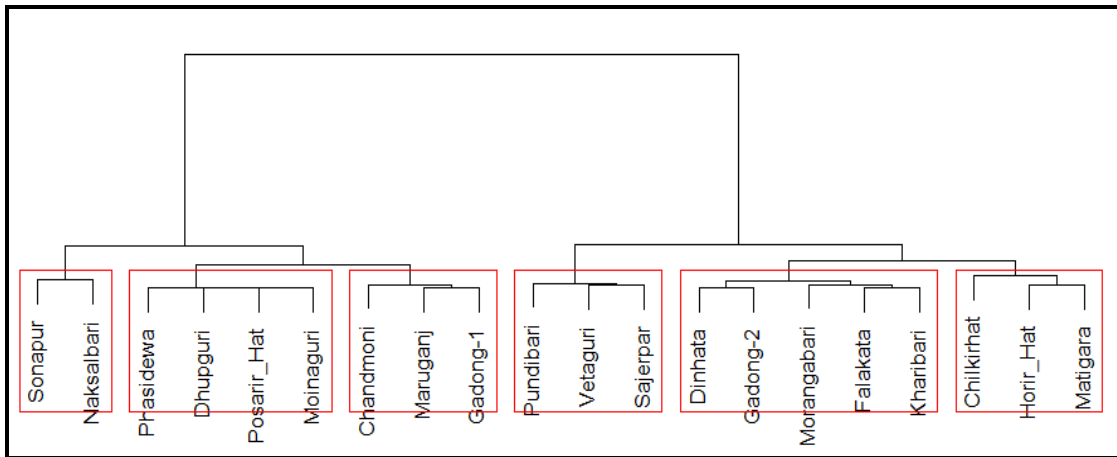 Sonapur
Naksalbari
Phasidewa
Dhupguri
Posarir_Hat
Moinaguri
Chandmoni
Maruganj
Gadong-1
Pundibari
Vetaguri
Sajerpar
Dinhata
Gadong-2
Morangabari
Falakata
Kharibari
Chilkirhat
Horir_Hat
Matigara